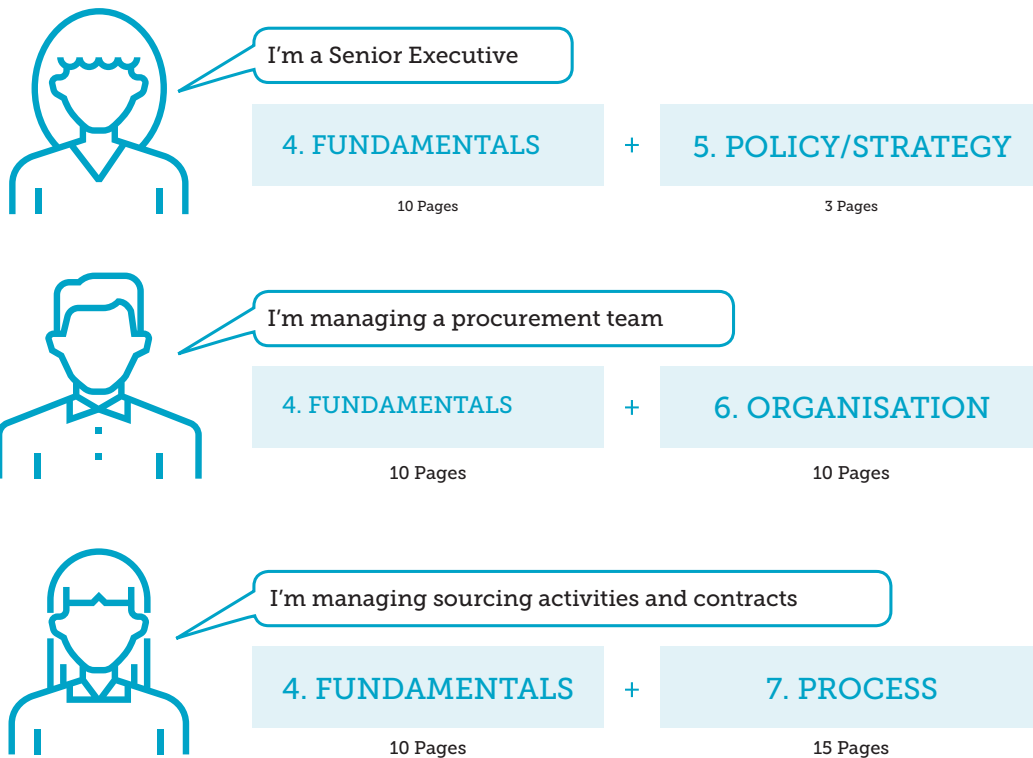 I'm a Senior Executive
4. FUNDAMENTALS + 5. POLICY/STRATEGY
10 Pages 3 Pages
I'm managing a procurement team
4. FUNDAMENTALS + 6. ORGANISATION
10 Pages 10 Pages
I'm managing sourcing activities and contracts
4. FUNDAMENTALS + 7. PROCESS
10 Pages 15 Pages